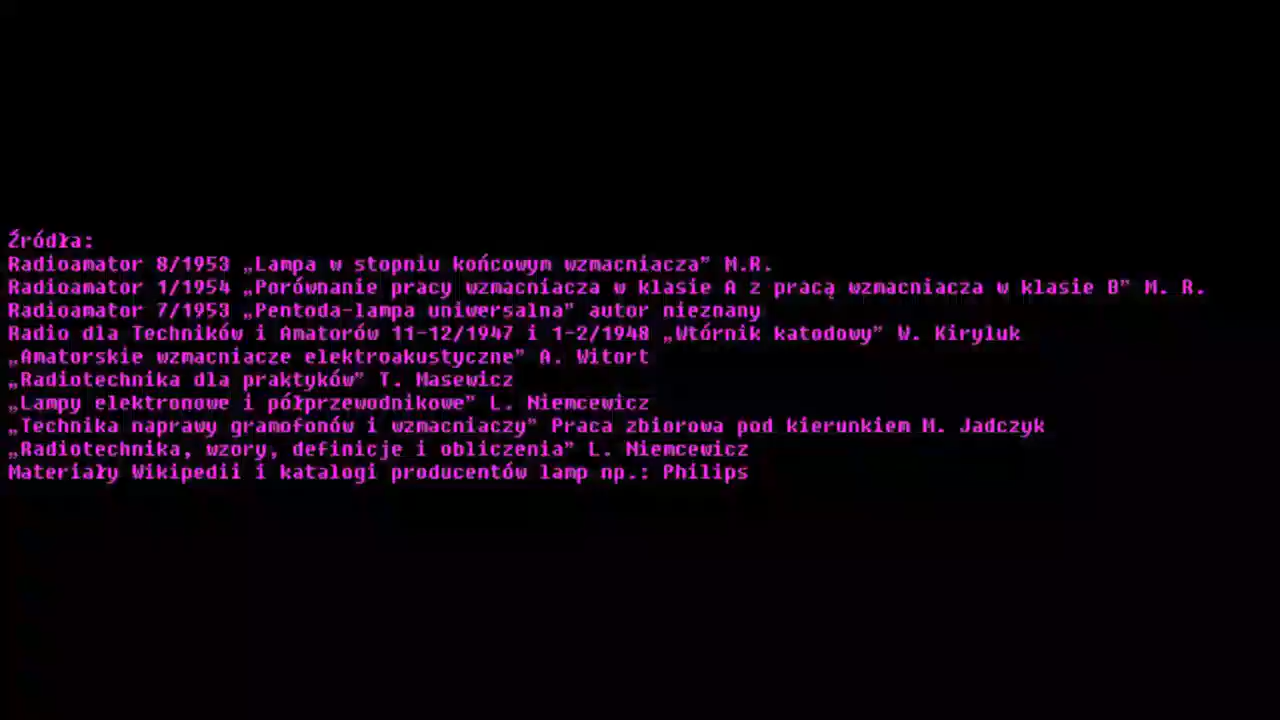 Źródła:
Radioamator 8/1953 „Lampa w stopniu końcowym wzmacniacza” M.R.
Radioamator 1/1954 „Porównanie pracy wzmacniacza w klasie A z pracą wzmacniacza w klasie B” M. R.
Radioamator 7/1953 „Pentoda-lampa uniwersalna” autor nieznany
Radio dla Techników i Amatorów 11-12/1947 i 1-2/1948 „Wtórnik katodowy” W. Kiryluk
„Amatorskie wzmacniacze elektroakustyczne” A. Witort
„Radiotechnika dla praktyków” T. Masewicz
„Lampy elektronowe i półprzewodnikowe” L. Niemcewicz
„Technika naprawy gramofonów i wzmacniaczy” Praca zbiorowa pod kierunkiem M. Jadczyk
„Radiotechnika, wzory, definicje i obliczenia” L. Niemcewicz
Materiały Wikipedii i katalogi producentów lamp np.: Philips